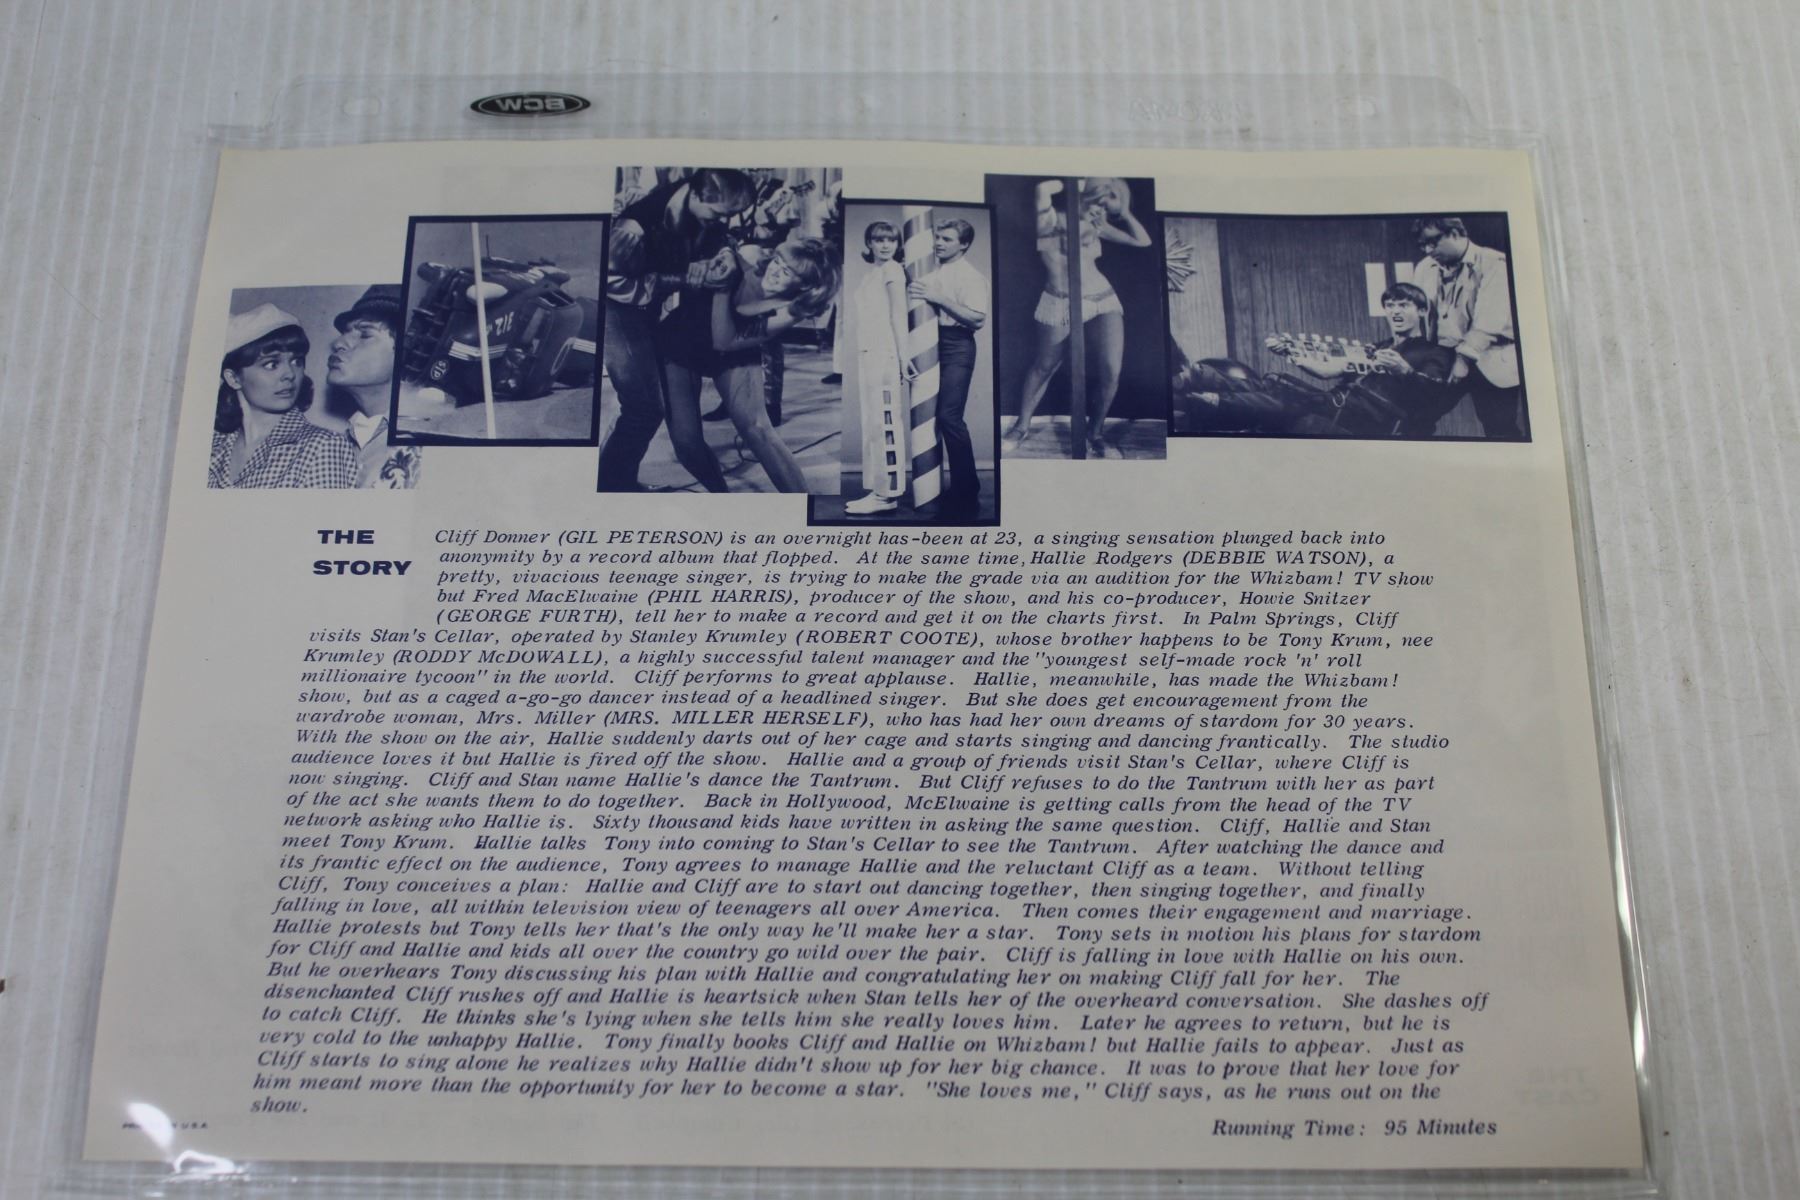 BCW
ZIE
STP
THE
STORY
Cliff Donner (GIL PETERSON) is an overnight has-been at 23, a singing sensation plunged back into
anonymity by a record album that flopped. At the same time, Hallie Rodgers (DEBBIE WATSON), a
pretty, vivacious teenage singer, is trying to make the grade via an audition for the Whizbam! TV show
but Fred MacElwaine (PHIL HARRIS), producer of the show, and his co-producer, Howie Snitzer
(GEORGE FURTH), tell her to make a record and get it on the charts first. In Palm Springs, Cliff
visits Stan's Cellar, operated by Stanley Krumley (ROBERT COOTE), whose brother happens to be Tony Krum, nee
Krumley (RODDY McDOWALL), a highly successful talent manager and the "youngest self-made rock 'n' roll
millionaire tycoon" in the world. Cliff performs to great applause. Hallie, meanwhile, has made the Whizbam!
show, but as a caged a-go-go dancer instead of a headlined singer. But she does get encouragement from the
wardrobe woman, Mrs. Miller (MRS. MILLER HERSELF), who has had her own dreams of stardom for 30 years.
With the show on the air, Hallie suddenly darts out of her cage and starts singing and dancing frantically. The studio
audience loves it but Hallie is fired off the show. Hallie and a group of friends visit Stan's Cellar, where Cliff is
now singing. Cliff and Stan name Hallie's dance the Tantrum. But Cliff refuses to do the Tantrum with her as part
of the act she wants them to do together. Back in Hollywood, McElwaine is getting calls from the head of the TV
network asking who Hallie is. Sixty thousand kids have written in asking the same question. Cliff, Hallie and Stan
meet Tony Krum. Hallie talks Tony into coming to Stan's Cellar to see the Tantrum. After watching the dance and
its frantic effect on the audience, Tony agrees to manage Hallie and the reluctant Cliff as a team. Without telling
Cliff, Tony conceives a plan: Hallie and Cliff are to start out dancing together, then singing together, and finally
falling in love, all within television view of teenagers all over America. Then comes their engagement and marriage.
Hallie protests but Tony tells her that's the only way he'll make her a star. Tony sets in motion his plans for stardom
for Cliff and Hallie and kids all over the country go wild over the pair. Cliff is falling in love with Hallie on his own.
But he overhears Tony discussing his plan with Hallie and congratulating her on making Cliff fall for her. The
disenchanted Cliff rushes off and Hallie is heartsick when Stan tells her of the overheard conversation. She dashes off
to catch Cliff. He thinks she's lying when she tells him she really loves him. Later he agrees to return, but he is
very cold to the unhappy Hallie. Tony finally books Cliff and Hallie on Whizbam! but Hallie fails to appear. Just as
Cliff starts to sing alone he realizes why Hallie didn't show up for her big chance. It was to prove that her love for
him meant more than the opportunity for her to become a star. "She loves me," Cliff says, as he runs out on the
show.
U.S.A.
Running Time: 95 Minutes